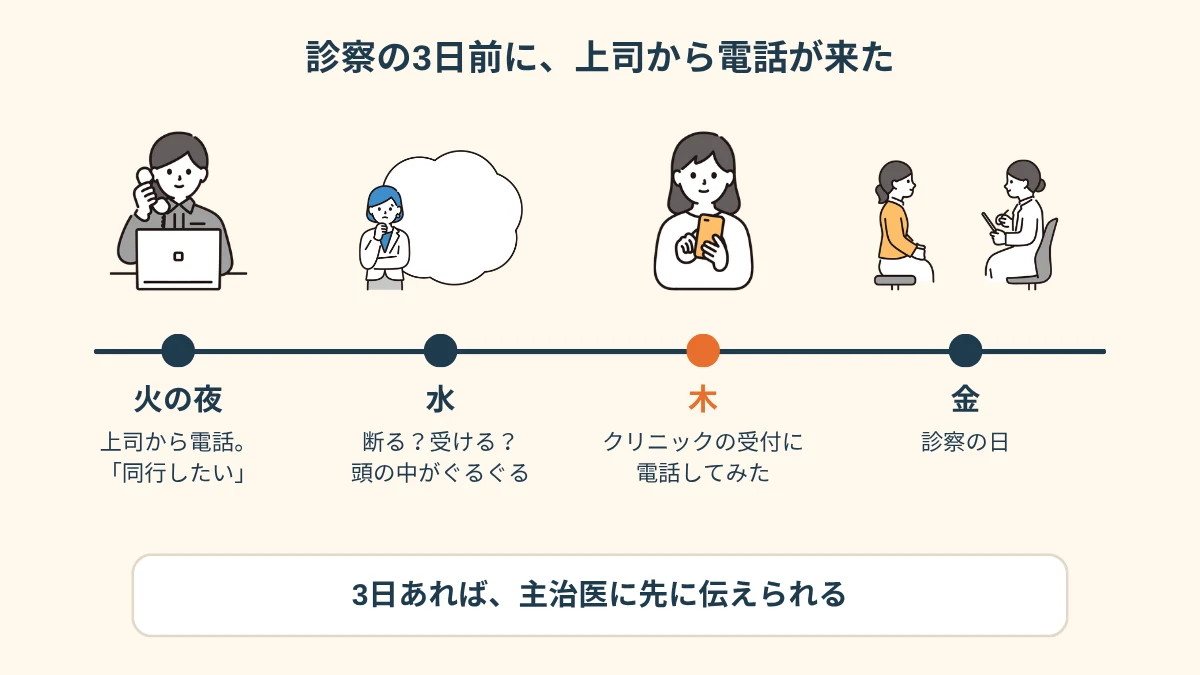 診察の3日前に、上司から電話が来た
火の夜
上司から電話。
「同行したい」
水
断る？受ける？
頭の中がぐるぐる
木
クリニックの受付に
電話してみた
金
診察の日
3日あれば、主治医に先に伝えられる